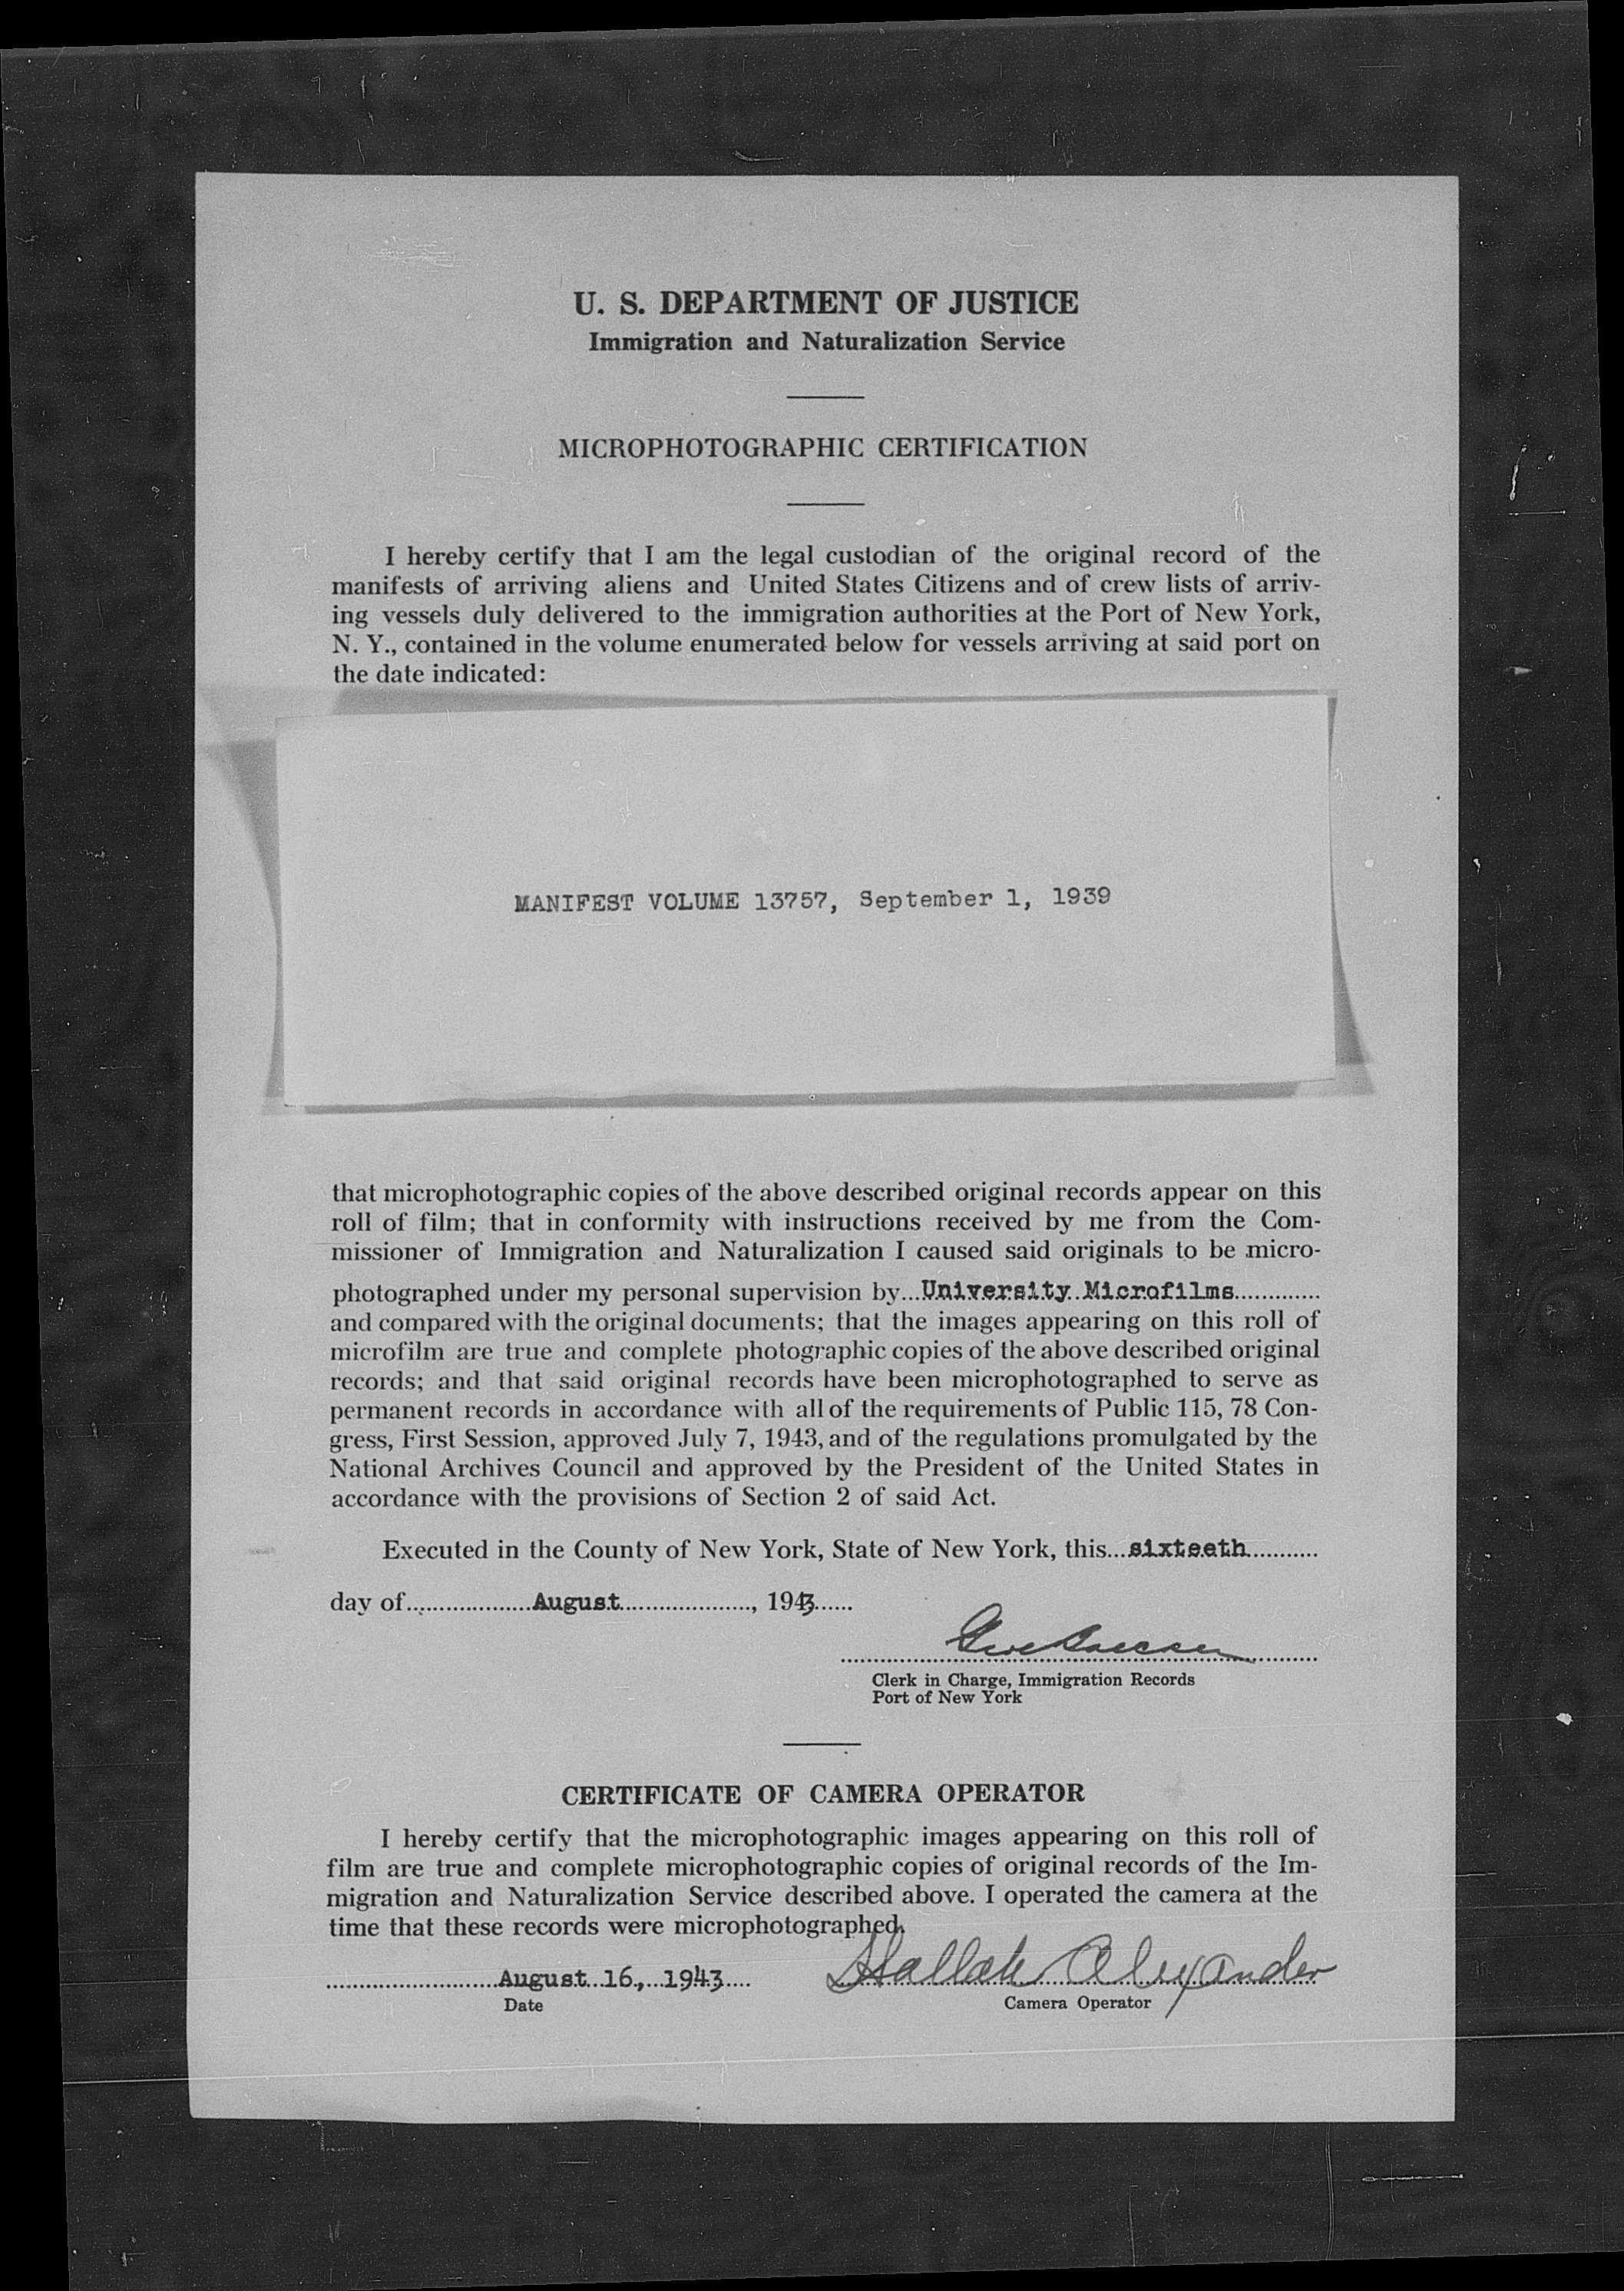 U. S. DEPARTMENT OF JUSTICE
Immigration and Naturalization Service
MICROPHOTOGRAPHIC CERTIFICATION
I hereby certify that I am the legal custodian of the original record of the
manifests of arriving aliens and United States Citizens and of crew lists of arriv-
ing vessels duly delivered to the immigration authorities at the Port of New York,
N. Y., contained in the volume enumerated below for vessels arriving at said port on
the date indicated:
MANIFEST VOLUME 13757, September 1, 1939
that microphotographic copies of the above described original records appear on this
roll of film; that in conformity with instructions received by me from the Com-
missioner of Immigration and Naturalization I caused said originals to be micro-
photographed under my personal supervision by...University Microfilms.............
and compared with the original documents; that the images appearing on this roll of
microfilm are true and complete photographic copies of the above described original
records; and that said original records have been microphotographed to serve as
permanent records in accordance with all of the requirements of Public 115, 78 Con-
gress, First Session, approved July 7, 1943, and of the regulations promulgated by the
National Archives Council and approved by the President of the United States in
accordance with the provisions of Section 2 of said Act.
Executed in the County of New York, State of New York, this...sixteeth...........
day of....................August...................., 1943......
Clerk in Charge, Immigration Records
Port of New York
CERTIFICATE OF CAMERA OPERATOR
I hereby certify that the microphotographic images appearing on this roll of
film are true and complete microphotographic copies of original records of the Im-
migration and Naturalization Service described above. I operated the camera at the
time that these records were microphotographed.
August 16, 1943 Alexander
Date Camera Operator